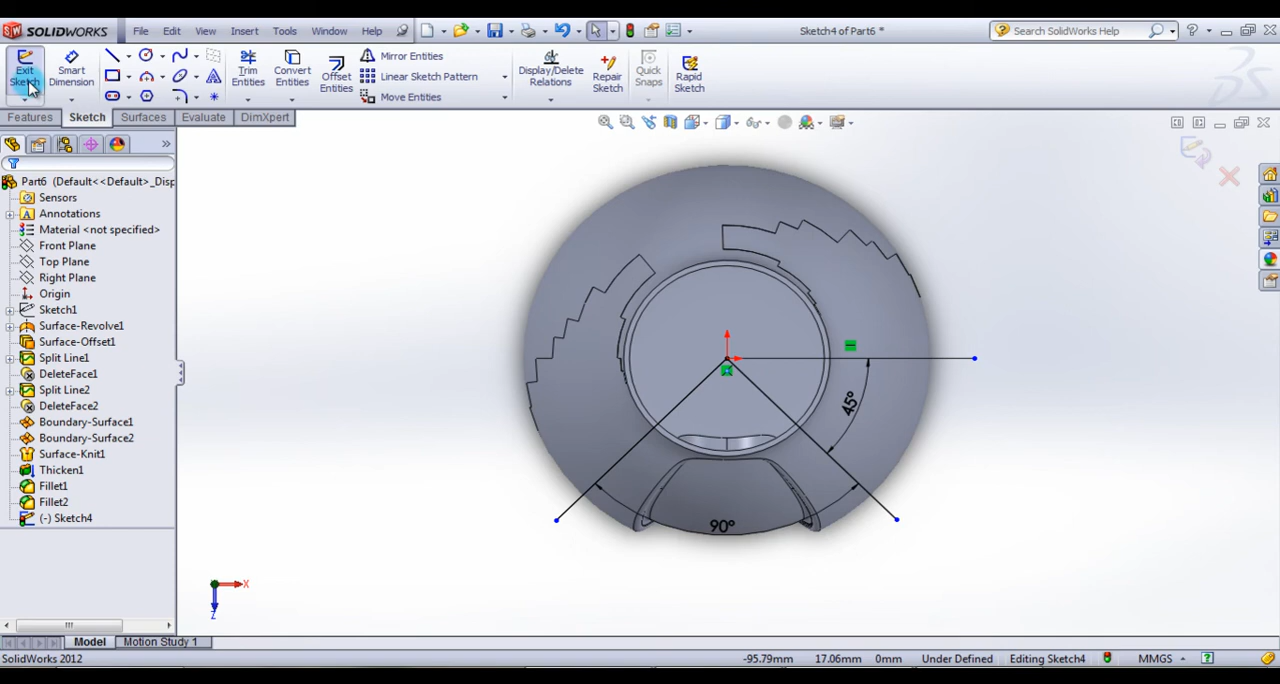 SOLIDWORKS File Edit View Insert Tools Window Help Sketch4 of Part6 * Search SolidWorks Help
Exit Sketch Smart Dimension Trim Entities Convert Entities Offset Entities Mirror Entities Linear Sketch Pattern Move Entities Display/Delete Relations Repair Sketch Quick Snaps Rapid Sketch
Features Sketch Surfaces Evaluate DimXpert
Part6 (Default<<Default>_Disp
Sensors
Annotations
Material <not specified>
Front Plane
Top Plane
Right Plane
Origin
Sketch1
Surface-Revolve1
Surface-Offset1
Split Line1
DeleteFace1
Split Line2
DeleteFace2
Boundary-Surface1
Boundary-Surface2
Surface-Knit1
Thicken1
Fillet1
Fillet2
(-) Sketch4
45°
90°
X
Z
Model Motion Study 1
SolidWorks 2012 -95.79mm 17.06mm 0mm Under Defined Editing Sketch4 MMGS